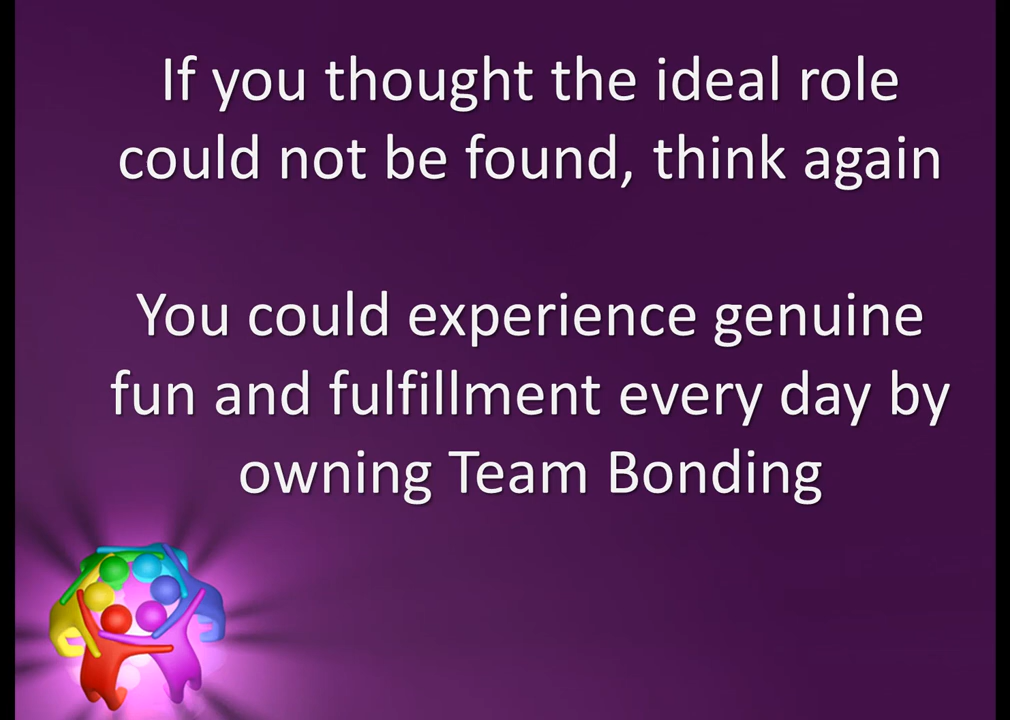 If you thought the ideal role
could not be found, think again
You could experience genuine
fun and fulfillment every day by
owning Team Bonding